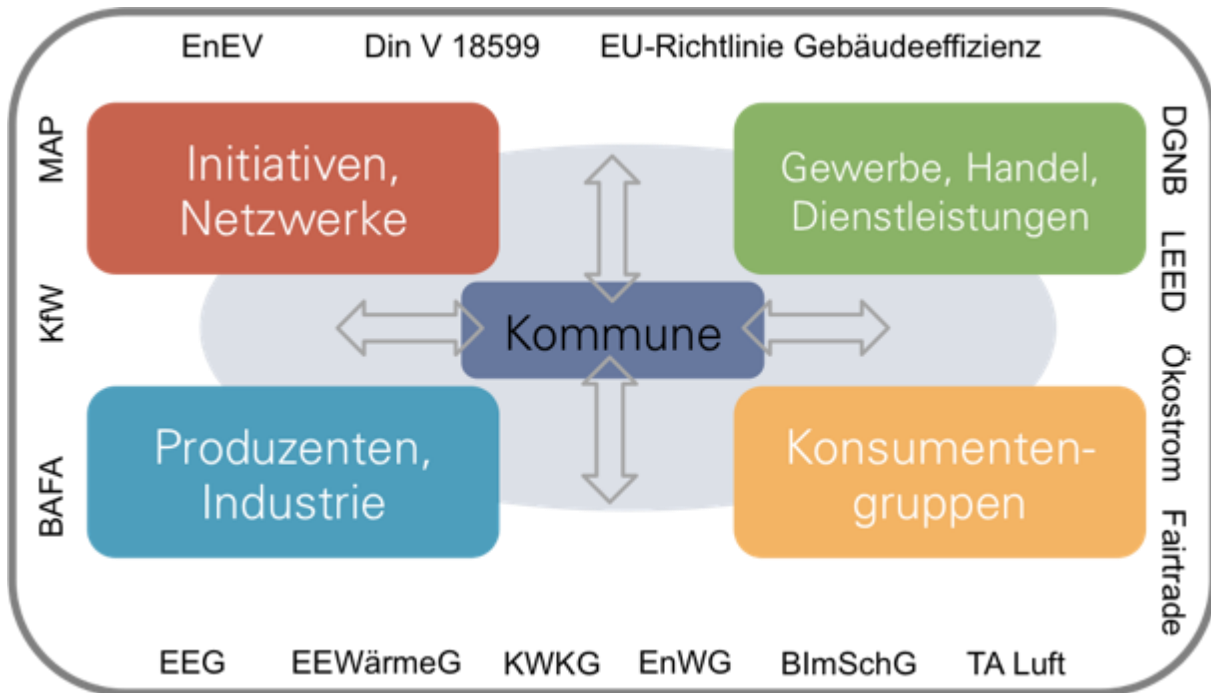 EnEV
Din V 18599
EU-Richtlinie Gebäudeeffizienz
MAP
KfW
BAFA
Initiativen,
Netzwerke
Gewerbe, Handel,
Dienstleistungen
Kommune
Produzenten,
Industrie
Konsumenten-
gruppen
DGNB
LEED
Ökostrom
Fairtrade
EEG
EEWärmeG
KWKG
EnWG
BImSchG
TA Luft